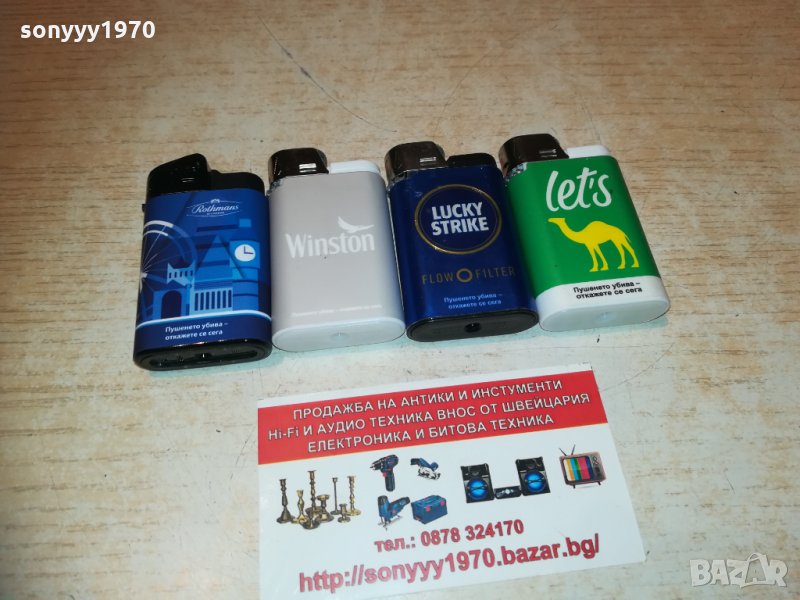 sonyyy1970
Rothmans
Пушенето убива –
откажете се сега
Winston
LUCKY
STRIKE
FLOW FILTER
Пушенето убива –
откажете се сега
let's
Пушенето убива –
откажете се сега
ПРОДАЖБА НА АНТИКИ И ИНСТУМЕНТИ
Hi-Fi И АУДИО ТЕХНИКА ВНОС ОТ ШВЕЙЦАРИЯ
ЕЛЕКТРОНИКА И БИТОВА ТЕХНИКА
тел.: 0878 324170
http://sonyyy1970.bazar.bg/
BAZAR